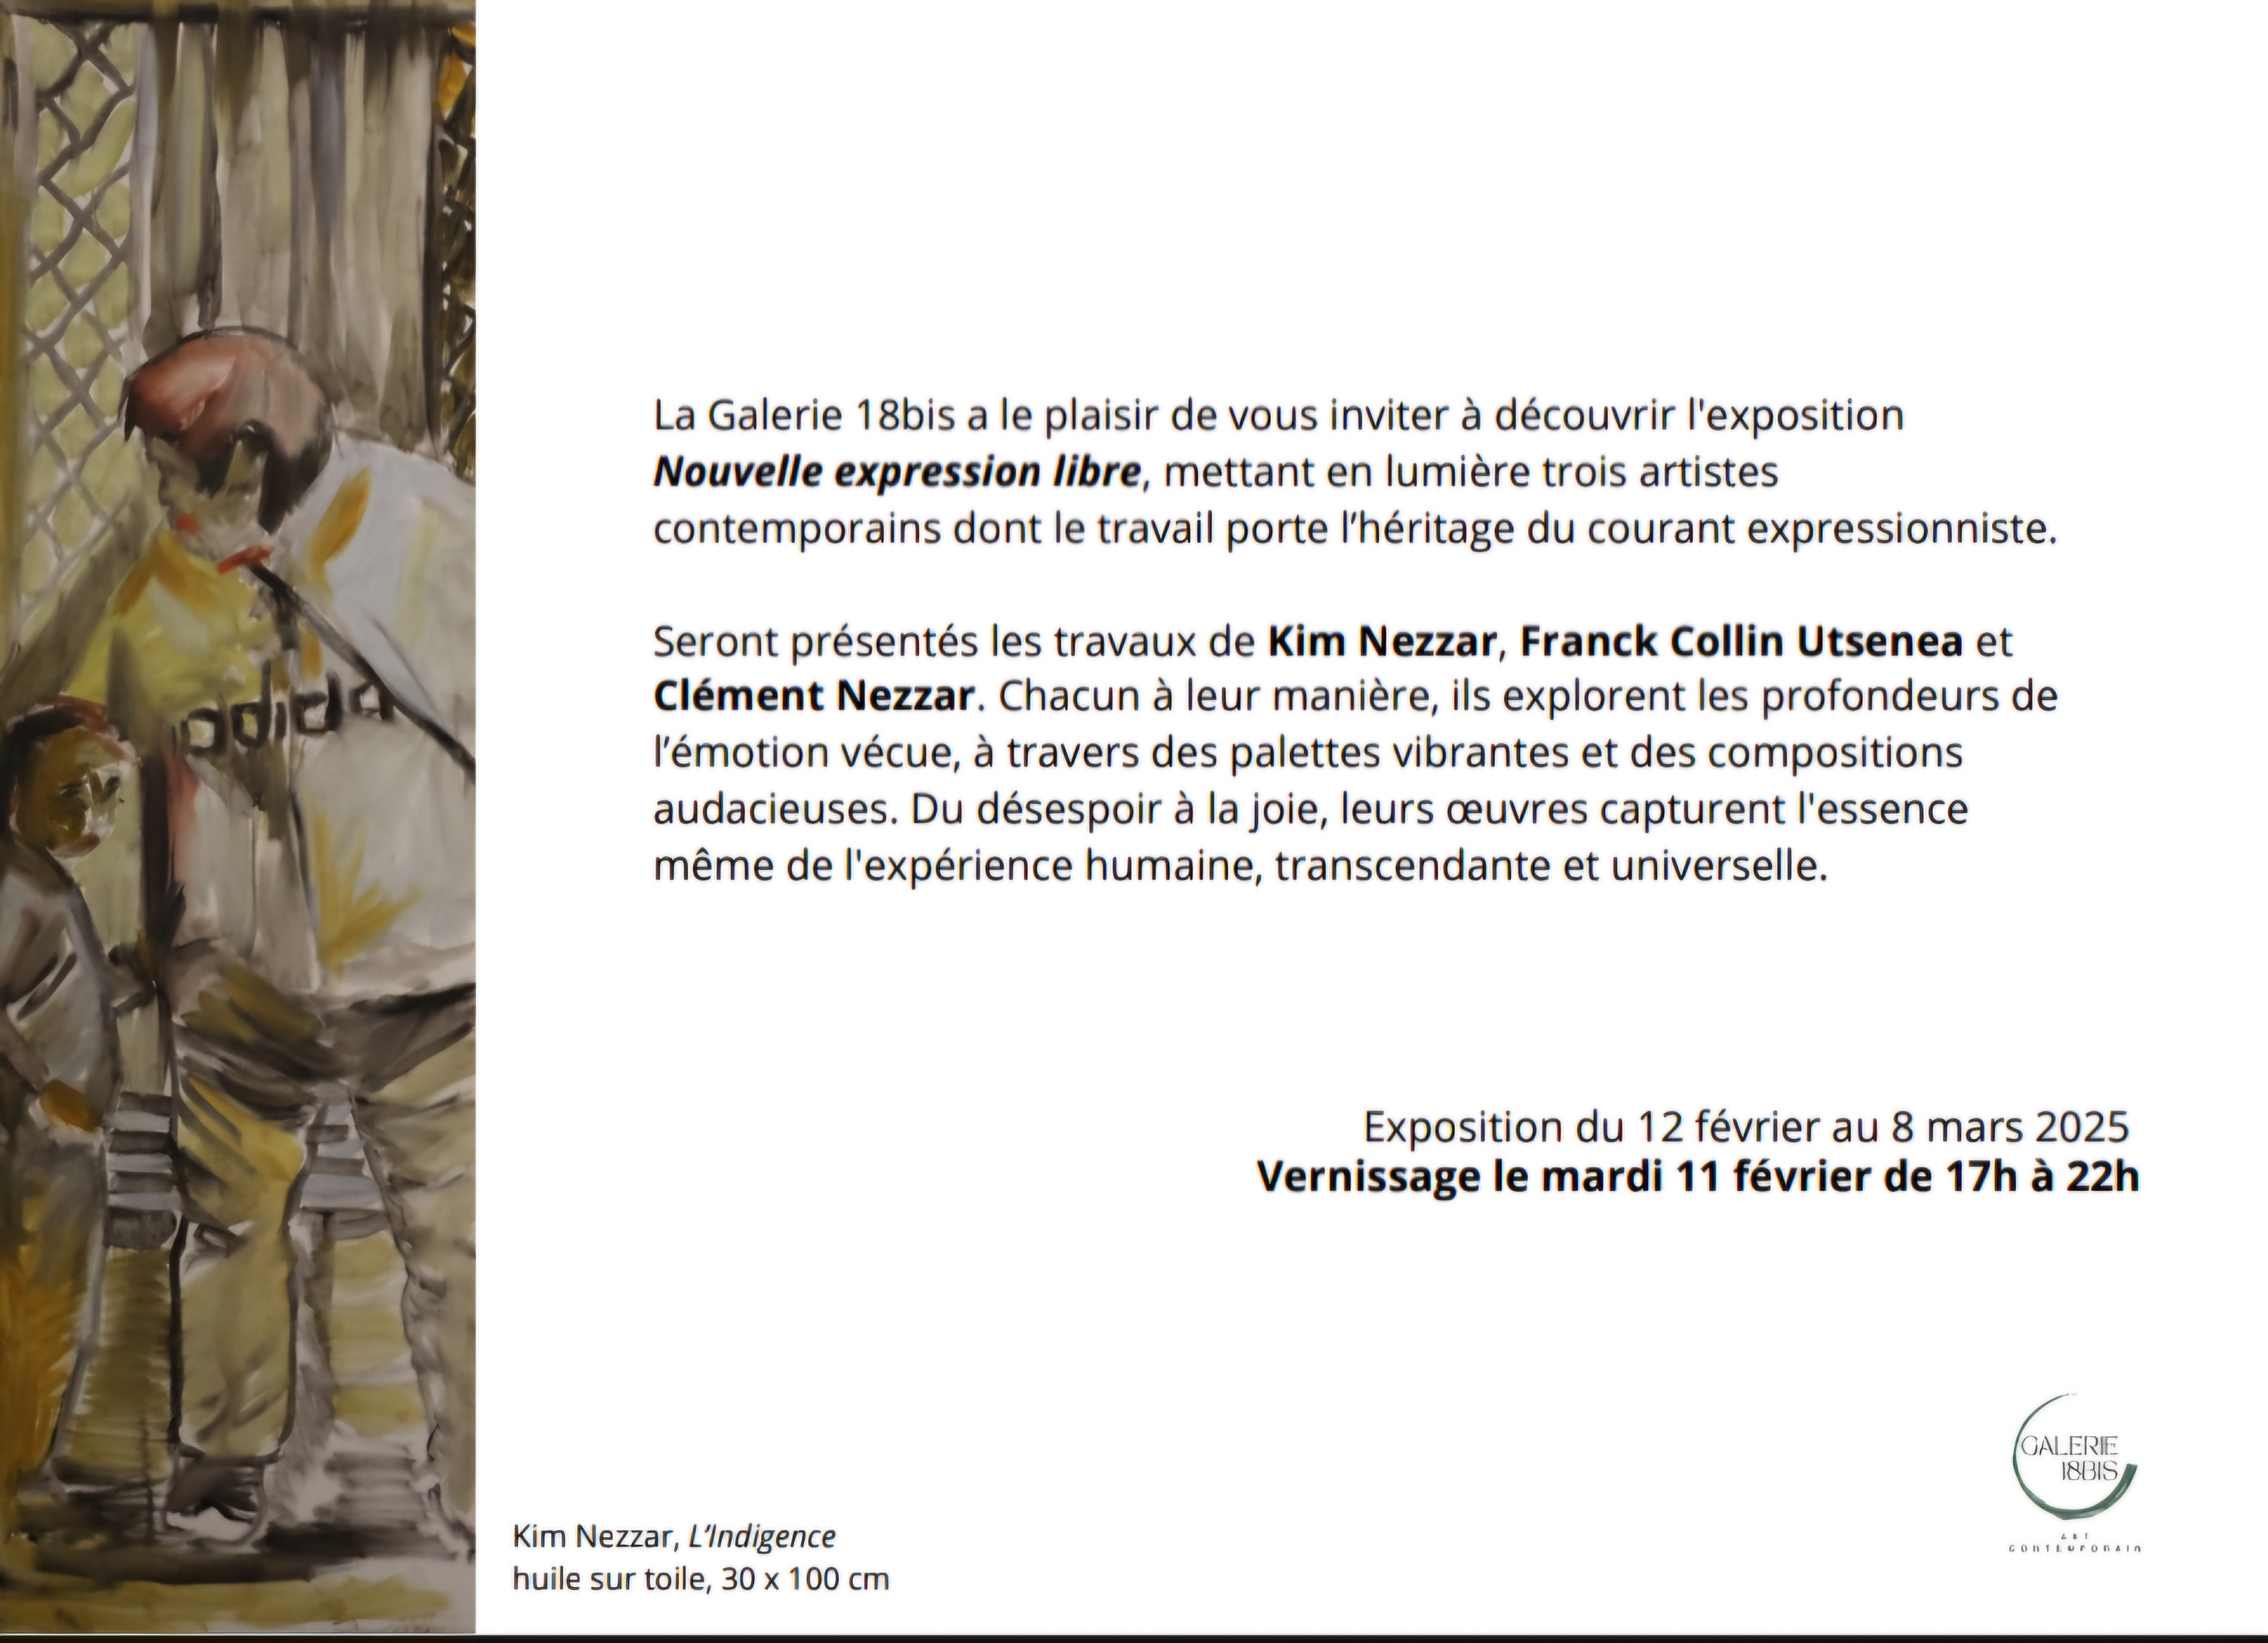 La Galerie 18bis a le plaisir de vous inviter à découvrir l'exposition
Nouvelle expression libre, mettant en lumière trois artistes
contemporains dont le travail porte l’héritage du courant expressionniste.
Seront présentés les travaux de Kim Nezzar, Franck Collin Utsenea et
Clément Nezzar. Chacun à leur manière, ils explorent les profondeurs de
l’émotion vécue, à travers des palettes vibrantes et des compositions
audacieuses. Du désespoir à la joie, leurs œuvres capturent l'essence
même de l'expérience humaine, transcendante et universelle.
adida
Exposition du 12 février au 8 mars 2025
Vernissage le mardi 11 février de 17h à 22h
GALERIE
18BIS
ART
CONTEMPORAIN
Kim Nezzar, L’Indigence
huile sur toile, 30 x 100 cm